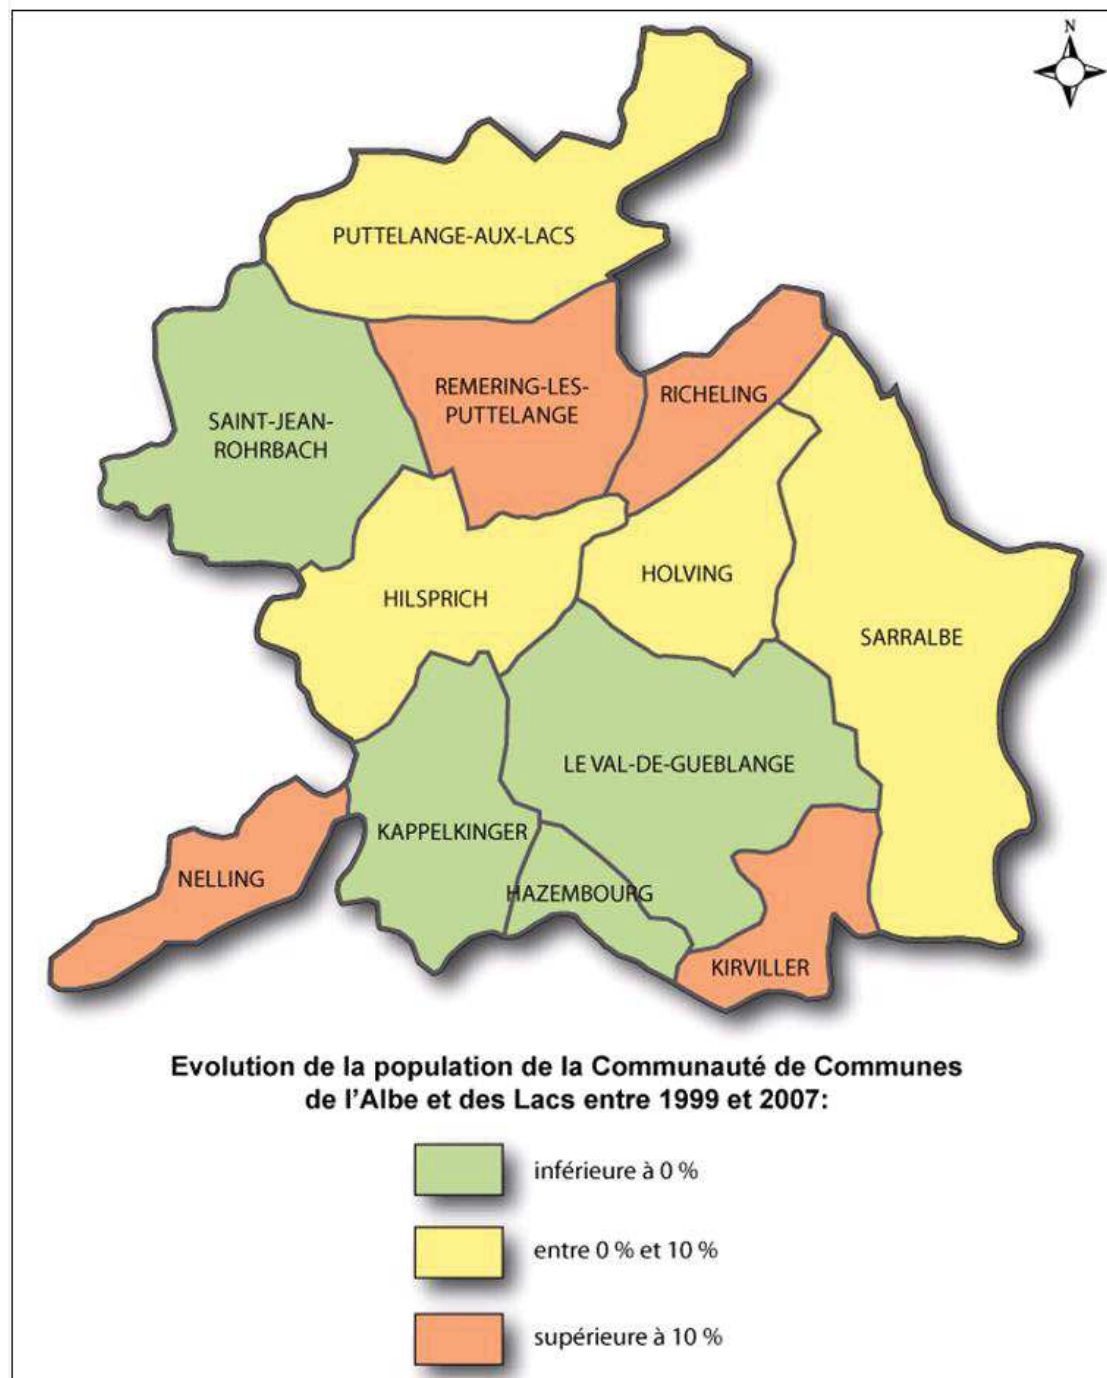 N
PUTTELANGE-AUX-LACS
REMERING-LES-
PUTTELANGE
RICHELING
SAINT-JEAN-
ROHRBACH
HOLVING
HILSPRICH
SARRALBE
LE VAL-DE-GUEBLANGE
KAPPELKINGER
NELLING
HAZEMBOURG
KIRVILLER
Evolution de la population de la Communauté de Communes
de l'Albe et des Lacs entre 1999 et 2007:
inférieure à 0 %
entre 0 % et 10 %
supérieure à 10 %